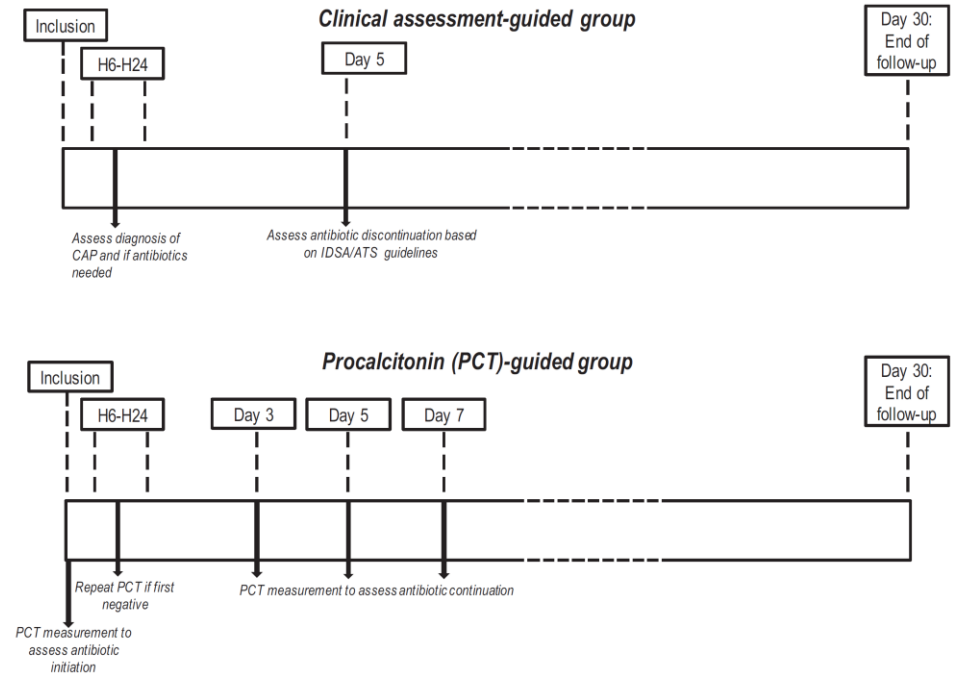 Clinical assessment-guided group
Inclusion
H6-H24
Day 5
Day 30:
End of
follow-up
Assess diagnosis of
CAP and if antibiotics
needed
Assess antibiotic discontinuation based
on IDSA/ATS guidelines
Procalcitonin (PCT)-guided group
Inclusion
H6-H24
Day 3
Day 5
Day 7
Day 30:
End of
follow-up
Repeat PCT if first
negative
PCT measurement to assess antibiotic continuation
PCT measurement to
assess antibiotic
initiation